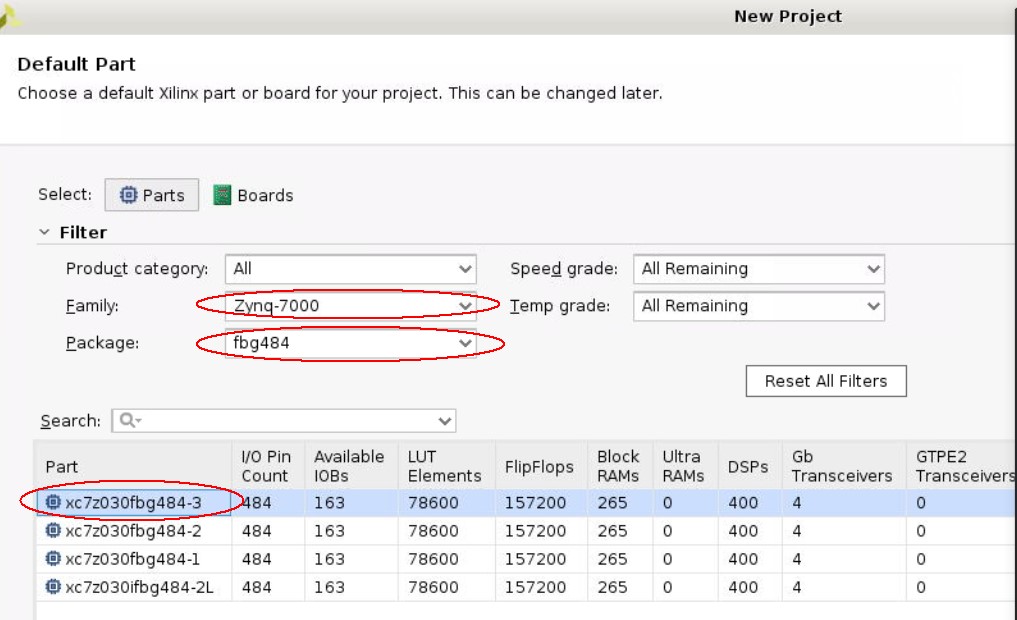 New Project
Default Part
Choose a default Xilinx part or board for your project. This can be changed later.
Select: Parts Boards
Filter
Product category: All Speed grade: All Remaining
Family: Zynq-7000 Temp grade: All Remaining
Package: fbg484
Reset All Filters
Search:
Part I/O Pin Count Available IOBs LUT Elements FlipFlops Block RAMs Ultra RAMs DSPs Gb Transceivers GTPE2 Transceivers
xc7z030fbg484-3 484 163 78600 157200 265 0 400 4 0
xc7z030fbg484-2 484 163 78600 157200 265 0 400 4 0
xc7z030fbg484-1 484 163 78600 157200 265 0 400 4 0
xc7z030ifbg484-2L 484 163 78600 157200 265 0 400 4 0